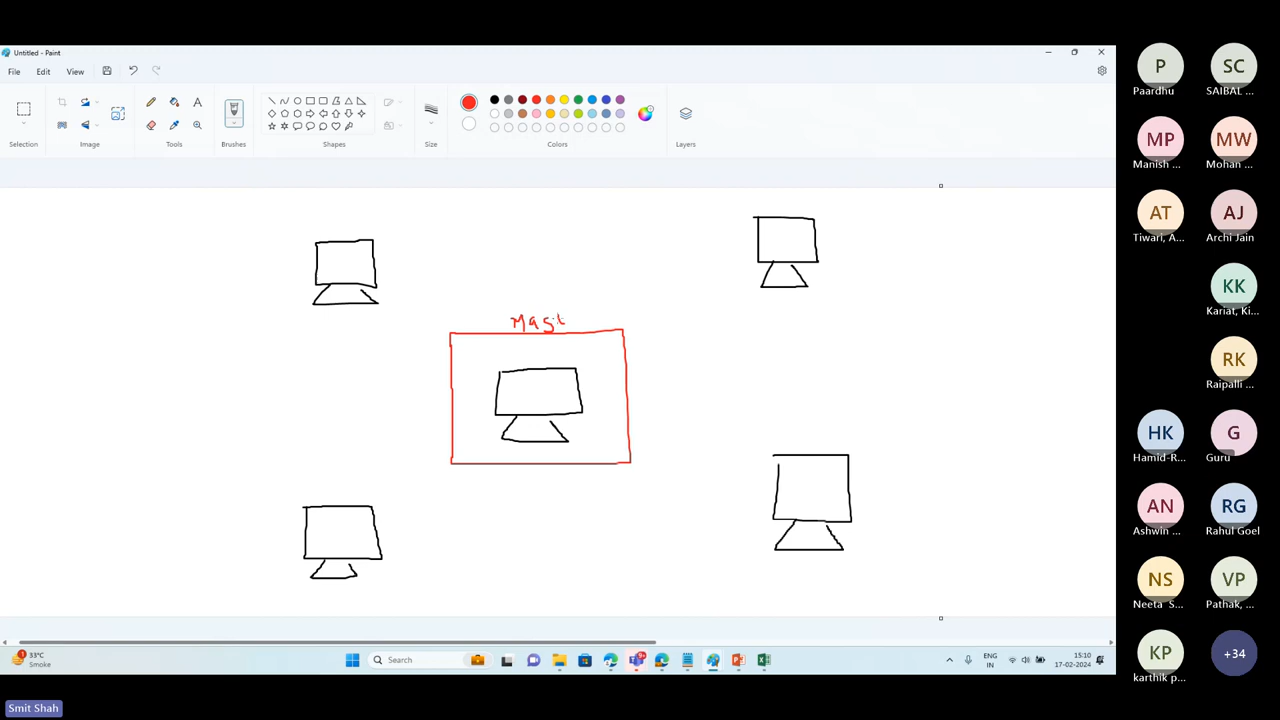 Untitled - Paint
File Edit View
Selection Image Tools Brushes Shapes Size Colors Layers
Mast
33°C
Smoke
Search
9+
ENG
IN
15:10
17-02-2024
Smit Shah
P SC
Paardhu SAIBAL ...
MP MW
Manish ... Mohan ...
AT AJ
Tiwari, A... Archi Jain
KK
Kariat, Ki...
RK
Raipalli ...
HK G
Hamid-R... Guru
AN RG
Ashwin ... Rahul Goel
NS VP
Neeta S... Pathak, ...
KP +34
karthik p...